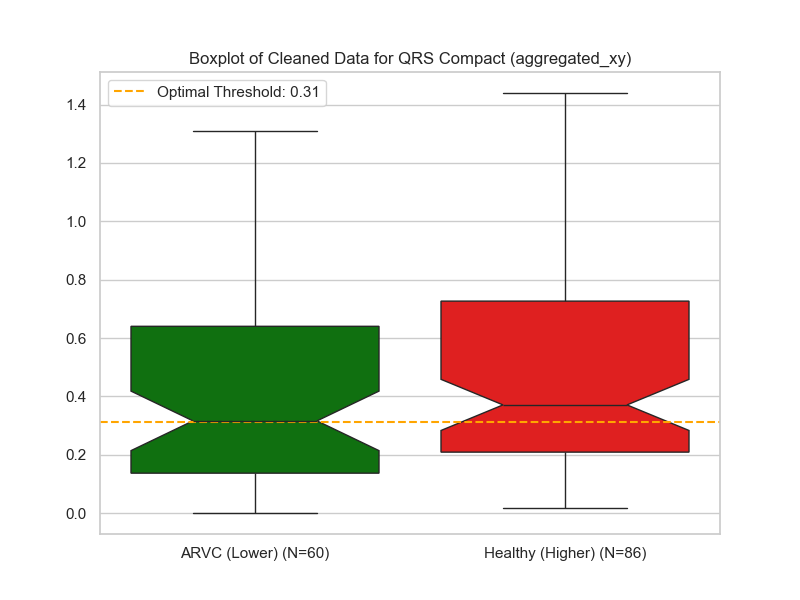 Boxplot of Cleaned Data for QRS Compact (aggregated_xy)
Optimal Threshold: 0.31
1.4
1.2
1.0
0.8
0.6
0.4
0.2
0.0
ARVC (Lower) (N=60)
Healthy (Higher) (N=86)